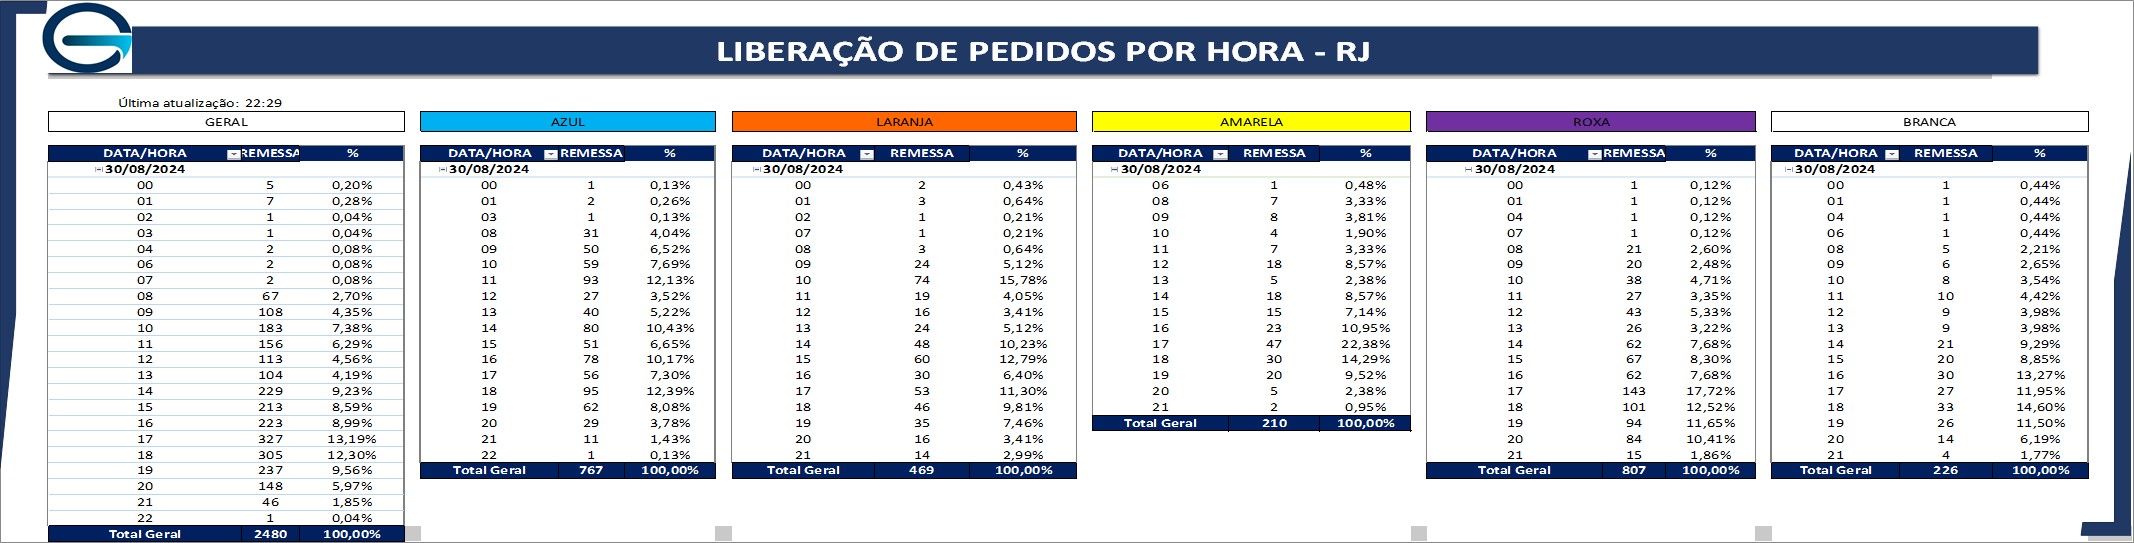 LIBERAÇÃO DE PEDIDOS POR HORA - RJ
Última atualização: 22:29
GERAL AZUL LARANJA AMARELA ROXA BRANCA
DATA/HORA REMESSA % DATA/HORA REMESSA % DATA/HORA REMESSA % DATA/HORA REMESSA % DATA/HORA REMESSA % DATA/HORA REMESSA %
30/08/2024 30/08/2024 30/08/2024 30/08/2024 30/08/2024 30/08/2024
00 5 0,20% 00 1 0,13% 00 2 0,43% 06 1 0,48% 00 1 0,12% 00 1 0,44%
01 7 0,28% 01 2 0,26% 01 3 0,64% 08 7 3,33% 01 1 0,12% 01 1 0,44%
02 1 0,04% 03 1 0,13% 02 1 0,21% 09 8 3,81% 04 1 0,12% 04 1 0,44%
03 1 0,04% 08 31 4,04% 07 1 0,21% 10 4 1,90% 07 1 0,12% 06 1 0,44%
04 2 0,08% 09 50 6,52% 08 3 0,64% 11 7 3,33% 08 21 2,60% 08 5 2,21%
06 2 0,08% 10 59 7,69% 09 24 5,12% 12 18 8,57% 09 20 2,48% 09 6 2,65%
07 2 0,08% 11 93 12,13% 10 74 15,78% 13 5 2,38% 10 38 4,71% 10 8 3,54%
08 67 2,70% 12 27 3,52% 11 19 4,05% 14 18 8,57% 11 27 3,35% 11 10 4,42%
09 108 4,35% 13 40 5,22% 12 16 3,41% 15 15 7,14% 12 43 5,33% 12 9 3,98%
10 183 7,38% 14 80 10,43% 13 24 5,12% 16 23 10,95% 13 26 3,22% 13 9 3,98%
11 156 6,29% 15 51 6,65% 14 48 10,23% 17 47 22,38% 14 62 7,68% 14 21 9,29%
12 113 4,56% 16 78 10,17% 15 60 12,79% 18 30 14,29% 15 67 8,30% 15 20 8,85%
13 104 4,19% 17 56 7,30% 16 30 6,40% 19 20 9,52% 16 62 7,68% 16 30 13,27%
14 229 9,23% 18 95 12,39% 17 53 11,30% 20 5 2,38% 17 143 17,72% 17 27 11,95%
15 213 8,59% 19 62 8,08% 18 46 9,81% 21 2 0,95% 18 101 12,52% 18 33 14,60%
16 223 8,99% 20 29 3,78% 19 35 7,46% Total Geral 210 100,00% 19 94 11,65% 19 26 11,50%
17 327 13,19% 21 11 1,43% 20 16 3,41% 20 84 10,41% 20 14 6,19%
18 305 12,30% 22 1 0,13% 21 14 2,99% 21 15 1,86% 21 4 1,77%
19 237 9,56% Total Geral 767 100,00% Total Geral 469 100,00% Total Geral 807 100,00% Total Geral 226 100,00%
20 148 5,97%
21 46 1,85%
22 1 0,04%
Total Geral 2480 100,00%